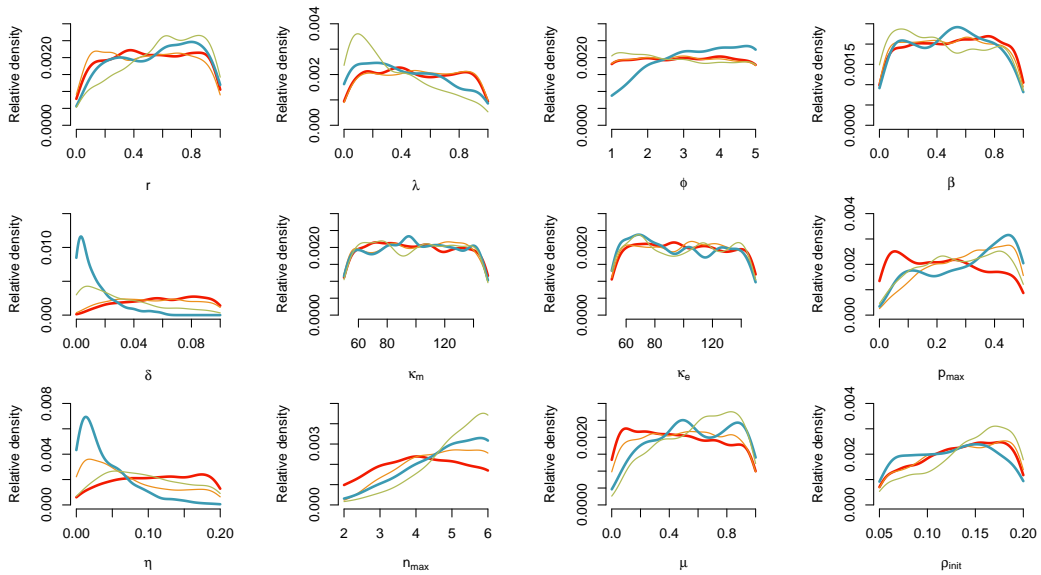 Relative density
0.0000 0.0020
0.0 0.4 0.8
r
Relative density
0.000 0.002 0.004
0.0 0.4 0.8
λ
Relative density
0.0000 0.0020
1 2 3 4 5
ϕ
Relative density
0.0000 0.0015
0.0 0.4 0.8
β
Relative density
0.000 0.010
0.00 0.04 0.08
δ
Relative density
0.0000 0.0020
60 80 120
κm
Relative density
0.0000 0.0020
60 80 120
κe
Relative density
0.000 0.002 0.004
0.0 0.2 0.4
pmax
Relative density
0.000 0.004 0.008
0.00 0.10 0.20
η
Relative density
0.000 0.003
2 3 4 5 6
nmax
Relative density
0.0000 0.0020
0.0 0.4 0.8
μ
Relative density
0.000 0.002 0.004
0.05 0.10 0.15 0.20
ρinit